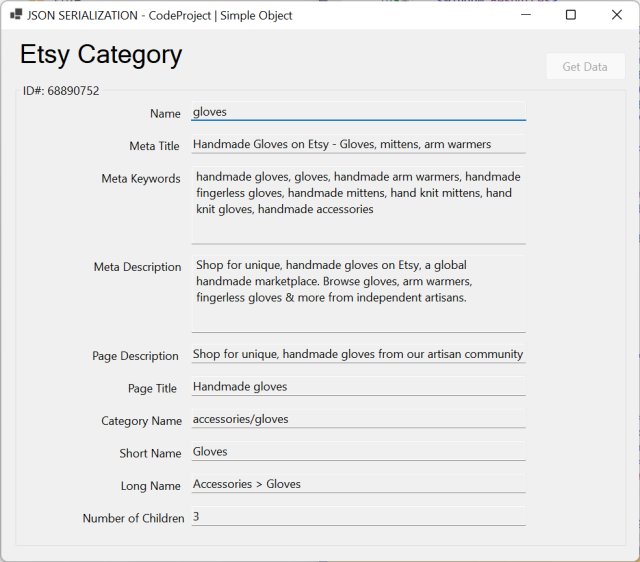 JSON SERIALIZATION - CodeProject | Simple Object
Etsy Category
Get Data
ID#: 68890752
Name gloves
Meta Title Handmade Gloves on Etsy - Gloves, mittens, arm warmers
Meta Keywords handmade gloves, gloves, handmade arm warmers, handmade
fingerless gloves, handmade mittens, hand knit mittens, hand
knit gloves, handmade accessories
Meta Description Shop for unique, handmade gloves on Etsy, a global
handmade marketplace. Browse gloves, arm warmers,
fingerless gloves & more from independent artisans.
Page Description Shop for unique, handmade gloves from our artisan community
Page Title Handmade gloves
Category Name accessories/gloves
Short Name Gloves
Long Name Accessories > Gloves
Number of Children 3